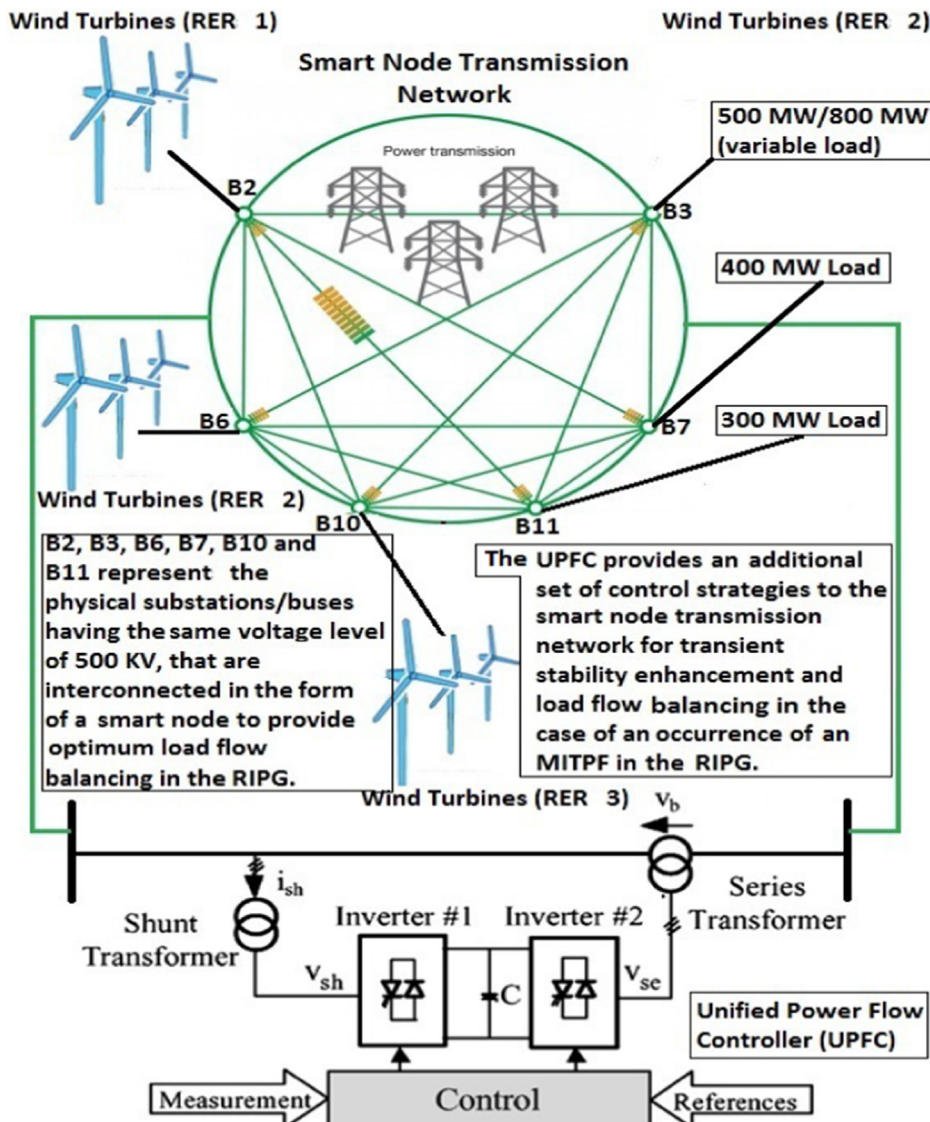 Wind Turbines (RER 1)
Wind Turbines (RER 2)
Smart Node Transmission
Network
500 MW/800 MW
(variable load)
Power transmission
B2
B3
400 MW Load
B6
B7
300 MW Load
Wind Turbines (RER 2)
B10
B11
B2, B3, B6, B7, B10 and
B11 represent the
physical substations/buses
having the same voltage level
of 500 KV, that are
interconnected in the form
of a smart node to provide
optimum load flow
balancing in the RIPG.
The UPFC provides an additional
set of control strategies to the
smart node transmission
network for transient
stability enhancement and
load flow balancing in the
case of an occurrence of an
MITPF in the RIPG.
Wind Turbines (RER 3)
v_b
i_sh
Shunt
Transformer
Inverter #1
Inverter #2
Series
Transformer
v_sh
C
v_se
Unified Power Flow
Controller (UPFC)
Measurement
Control
References